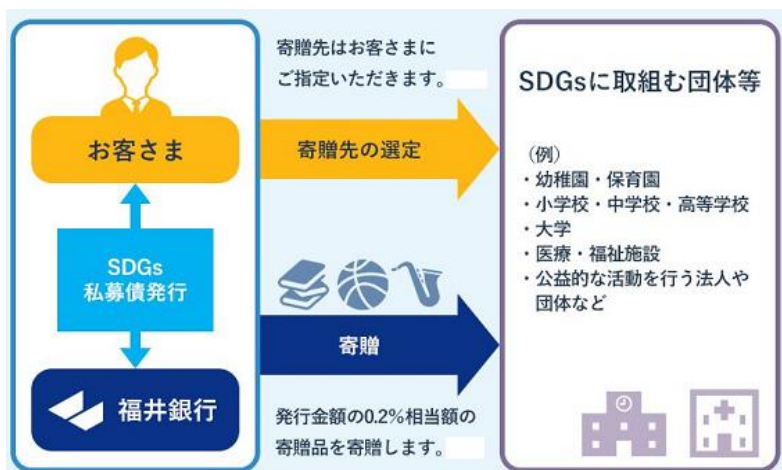 お客さま
SDGs
私募債発行
福井銀行
寄贈先はお客さまに
ご指定いただきます。
寄贈先の選定
寄贈
発行金額の0.2%相当額の
寄贈品を寄贈します。
SDGsに取組む団体等
（例）
・幼稚園・保育園
・小学校・中学校・高等学校
・大学
・医療・福祉施設
・公益的な活動を行う法人や
団体など